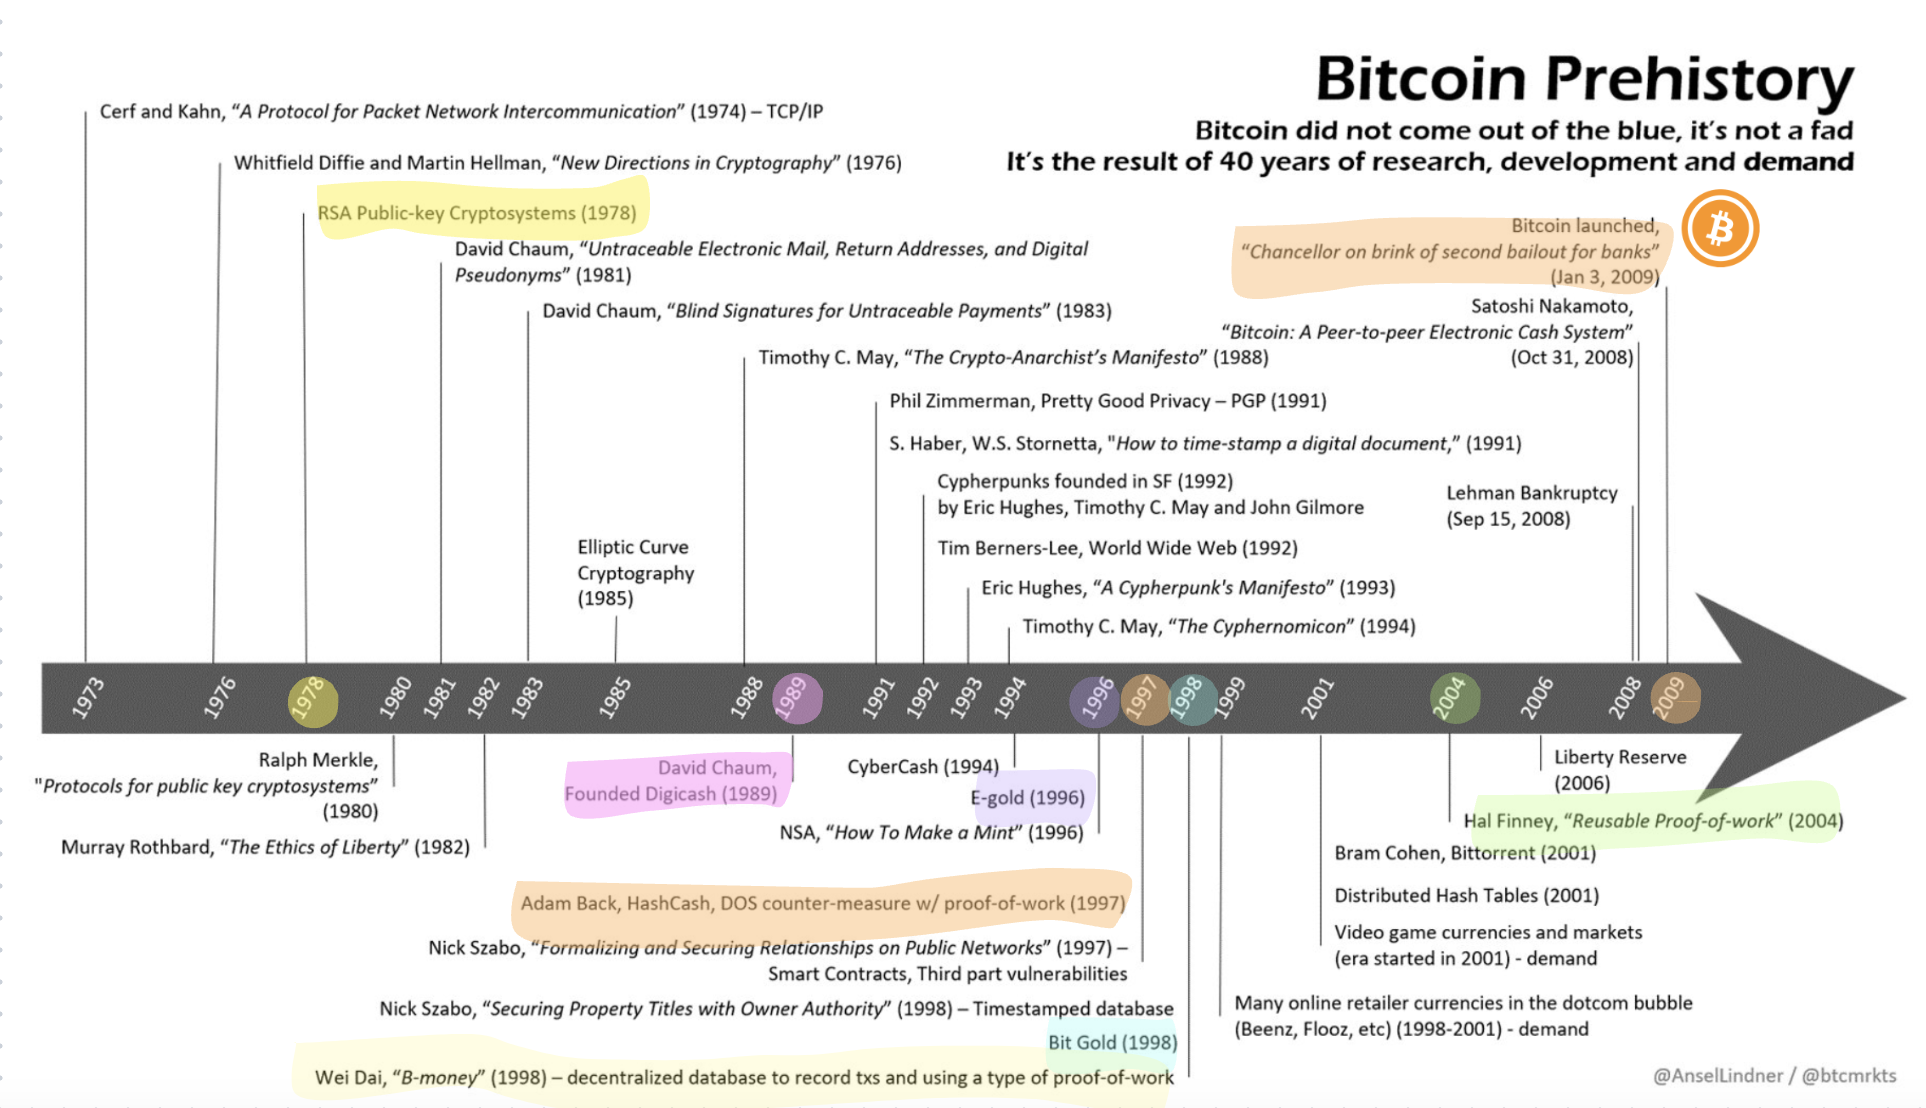 Bitcoin Prehistory
Bitcoin did not come out of the blue, it's not a fad
It's the result of 40 years of research, development and demand
Cerf and Kahn, “A Protocol for Packet Network Intercommunication” (1974) – TCP/IP
Whitfield Diffie and Martin Hellman, “New Directions in Cryptography” (1976)
RSA Public-key Cryptosystems (1978)
David Chaum, “Untraceable Electronic Mail, Return Addresses, and Digital
Pseudonyms” (1981)
David Chaum, “Blind Signatures for Untraceable Payments” (1983)
Bitcoin launched,
“Chancellor on brink of second bailout for banks”
(Jan 3, 2009)
Satoshi Nakamoto,
“Bitcoin: A Peer-to-peer Electronic Cash System”
(Oct 31, 2008)
Timothy C. May, “The Crypto-Anarchist’s Manifesto” (1988)
Phil Zimmerman, Pretty Good Privacy – PGP (1991)
S. Haber, W.S. Stornetta, "How to time-stamp a digital document,” (1991)
Cypherpunks founded in SF (1992)
by Eric Hughes, Timothy C. May and John Gilmore
Lehman Bankruptcy
(Sep 15, 2008)
Elliptic Curve
Cryptography
(1985)
Tim Berners-Lee, World Wide Web (1992)
Eric Hughes, “A Cypherpunk's Manifesto” (1993)
Timothy C. May, “The Cyphernomicon” (1994)
1973
1976
1978
1980
1981
1982
1983
1985
1988
1989
1991
1992
1993
1994
1996
1997
1998
1999
2001
2004
2006
2008
2009
Ralph Merkle,
"Protocols for public key cryptosystems”
(1980)
Murray Rothbard, “The Ethics of Liberty” (1982)
David Chaum,
Founded Digicash (1989)
CyberCash (1994)
E-gold (1996)
NSA, “How To Make a Mint” (1996)
Liberty Reserve
(2006)
Hal Finney, “Reusable Proof-of-work” (2004)
Bram Cohen, Bittorrent (2001)
Distributed Hash Tables (2001)
Video game currencies and markets
(era started in 2001) - demand
Adam Back, HashCash, DOS counter-measure w/ proof-of-work (1997)
Nick Szabo, “Formalizing and Securing Relationships on Public Networks” (1997) –
Smart Contracts, Third part vulnerabilities
Nick Szabo, “Securing Property Titles with Owner Authority” (1998) – Timestamped database
Bit Gold (1998)
Many online retailer currencies in the dotcom bubble
(Beenz, Flooz, etc) (1998-2001) - demand
Wei Dai, “B-money” (1998) – decentralized database to record txs and using a type of proof-of-work
@AnselLindner / @btcmrkts